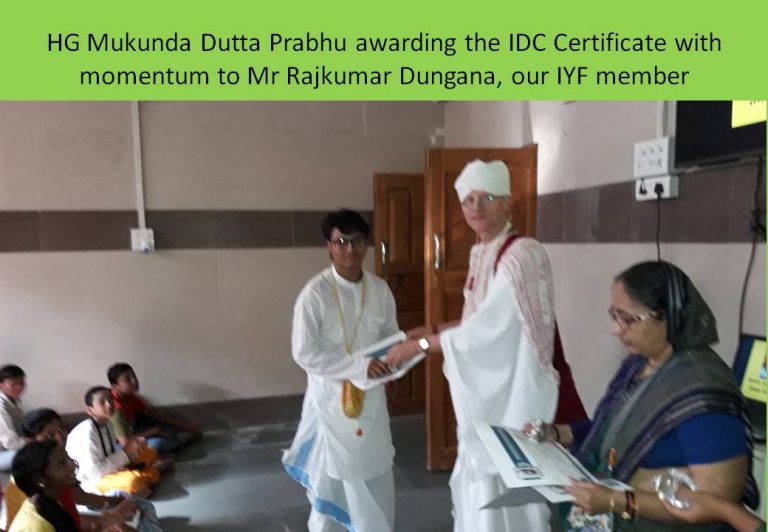 HG Mukunda Dutta Prabhu awarding the IDC Certificate with
momentum to Mr Rajkumar Dungana, our IYF member